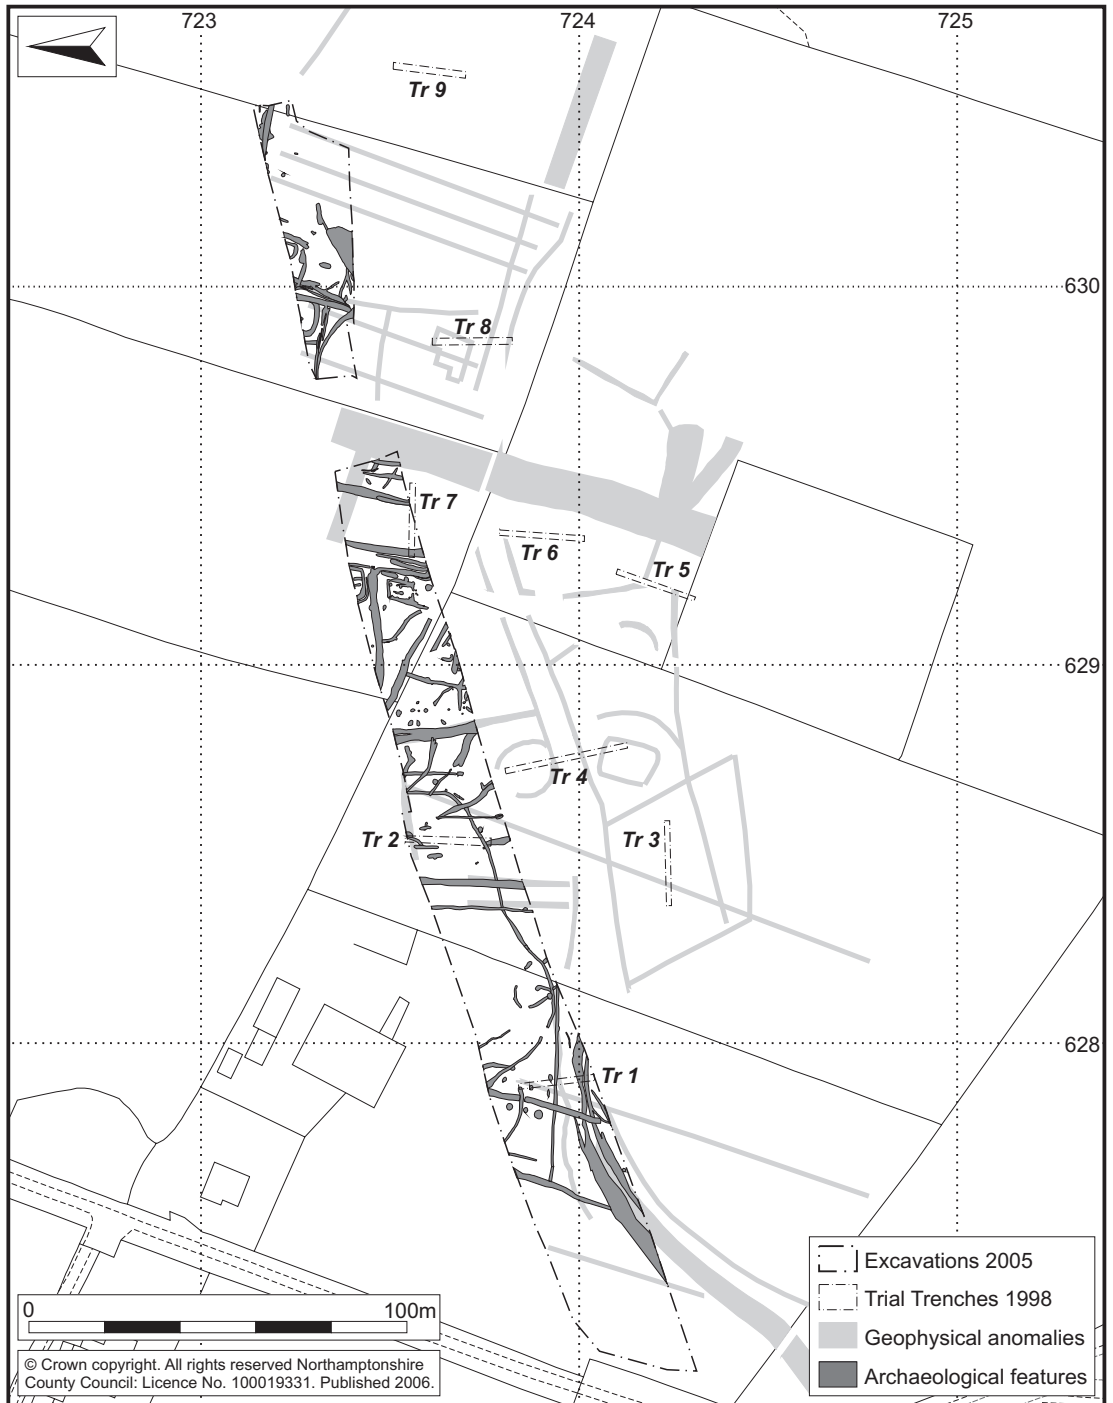 723
724
725
Tr 9
630
Tr 8
Tr 7
Tr 6
Tr 5
629
Tr 4
Tr 2
Tr 3
628
Tr 1
Excavations 2005
Trial Trenches 1998
Geophysical anomalies
Archaeological features
0
100m
© Crown copyright. All rights reserved Northamptonshire
County Council: Licence No. 100019331. Published 2006.